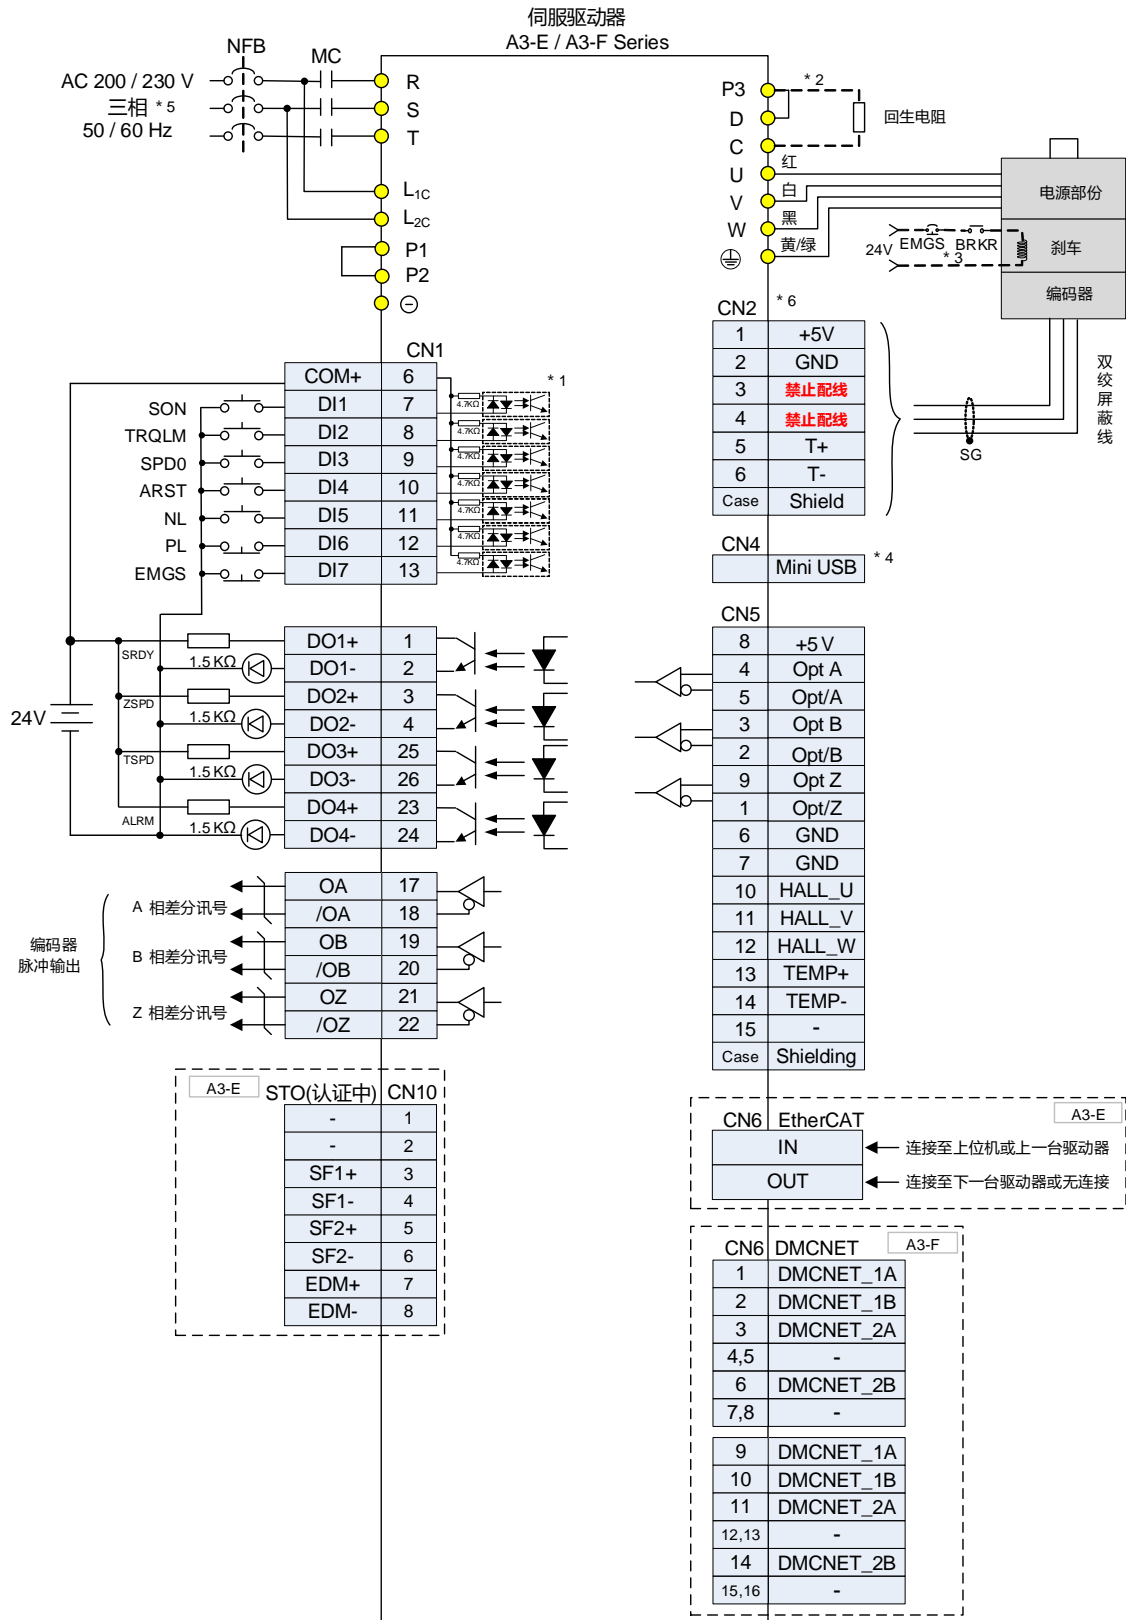 伺服驱动器
A3-E / A3-F Series
NFB
MC
AC 200 / 230 V
三相 * 5
50 / 60 Hz
R
S
T
L1C
L2C
P1
P2
⊖
P3
* 2
D
C
回生电阻
U
红
V
白
W
黑
黄/绿
电源部份
24V
EMGS
BRKR
* 3
刹车
编码器
CN1
COM+ 6
* 1
SON DI1 7
TRQLM DI2 8
SPD0 DI3 9
ARST DI4 10
NL DI5 11
PL DI6 12
EMGS DI7 13
4.7KΩ
4.7KΩ
4.7KΩ
4.7KΩ
4.7KΩ
4.7KΩ
4.7KΩ
24V
SRDY
DO1+ 1
1.5 KΩ DO1- 2
ZSPD
DO2+ 3
1.5 KΩ DO2- 4
TSPD
DO3+ 25
1.5 KΩ DO3- 26
ALRM
DO4+ 23
1.5 KΩ DO4- 24
编码器
脉冲输出
A 相差分讯号
B 相差分讯号
Z 相差分讯号
OA 17
/OA 18
OB 19
/OB 20
OZ 21
/OZ 22
A3-E
STO(认证中) CN10
- 1
- 2
SF1+ 3
SF1- 4
SF2+ 5
SF2- 6
EDM+ 7
EDM- 8
CN2
* 6
1 +5V
2 GND
3 禁止配线
4 禁止配线
5 T+
6 T-
Case Shield
SG
双绞屏蔽线
CN4
Mini USB
* 4
CN5
8 +5 V
4 Opt A
5 Opt/A
3 Opt B
2 Opt/B
9 Opt Z
1 Opt/Z
6 GND
7 GND
10 HALL_U
11 HALL_V
12 HALL_W
13 TEMP+
14 TEMP-
15 -
Case Shielding
A3-E
CN6 EtherCAT
IN
连接至上位机或上一台驱动器
OUT
连接至下一台驱动器或无连接
A3-F
CN6 DMCNET
1 DMCNET_1A
2 DMCNET_1B
3 DMCNET_2A
4,5 -
6 DMCNET_2B
7,8 -
9 DMCNET_1A
10 DMCNET_1B
11 DMCNET_2A
12,13 -
14 DMCNET_2B
15,16 -